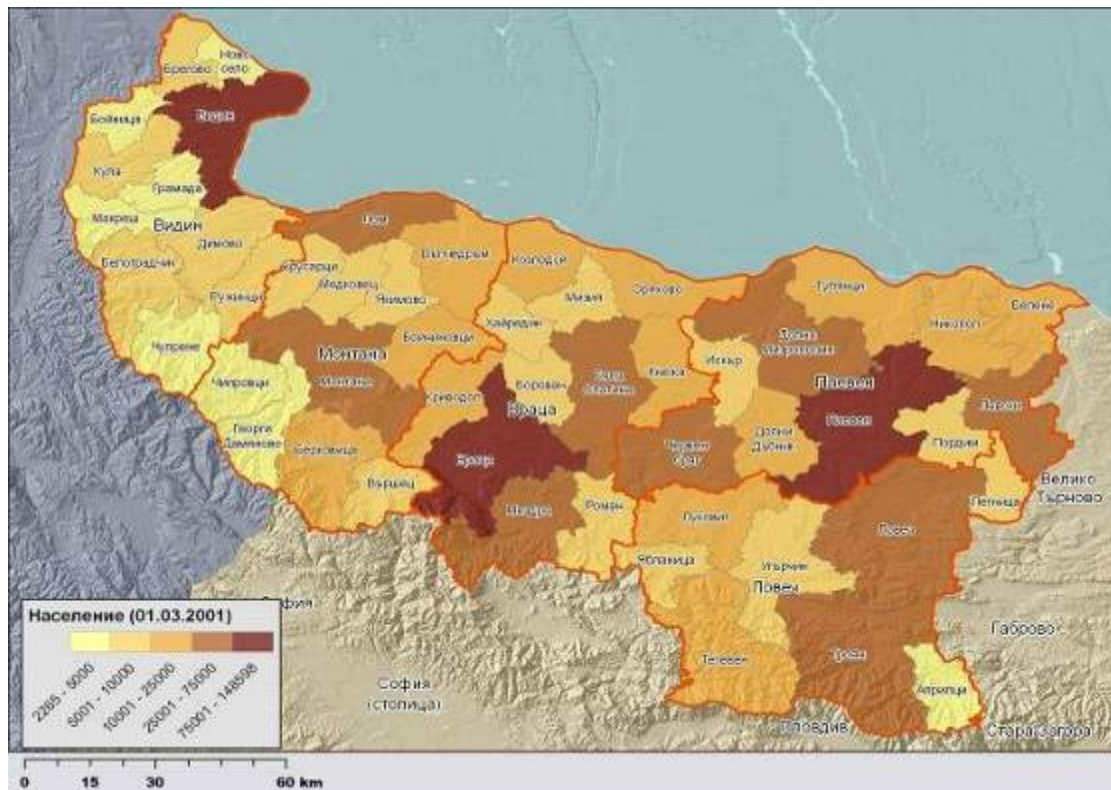 Ново
село
Брегово
Видин
Бойница
Кула
Грамада
Макреш
Видин
Димово
Белоградчик
Ружинци
Чупрене
Лом
Вълчедръм
Брусарци
Медковец
Якимово
Бойчиновци
Монтана
Монтана
Чипровци
Георги
Дамяново
Берковица
Вършец
Козлодуй
Мизия
Оряхово
Хайредин
Бяла
Слатина
Кнежа
Борован
Криводол
Враца
Враца
Мездра
Роман
Гулянци
Белене
Никопол
Долна
Митрополия
Искър
Плевен
Плевен
Левски
Пордим
Долни
Дъбник
Червен
бряг
Велико
Търново
Летница
Ловеч
Луковит
Ябланица
Угърчин
Ловеч
Тетевен
Троян
Априлци
Габрово
София
София
(столица)
Пловдив
Стара Загора
Население (01.03.2001)
2265 - 5000
5001 - 10000
10001 - 25000
25001 - 75000
75001 - 148598
0 15 30 60 km